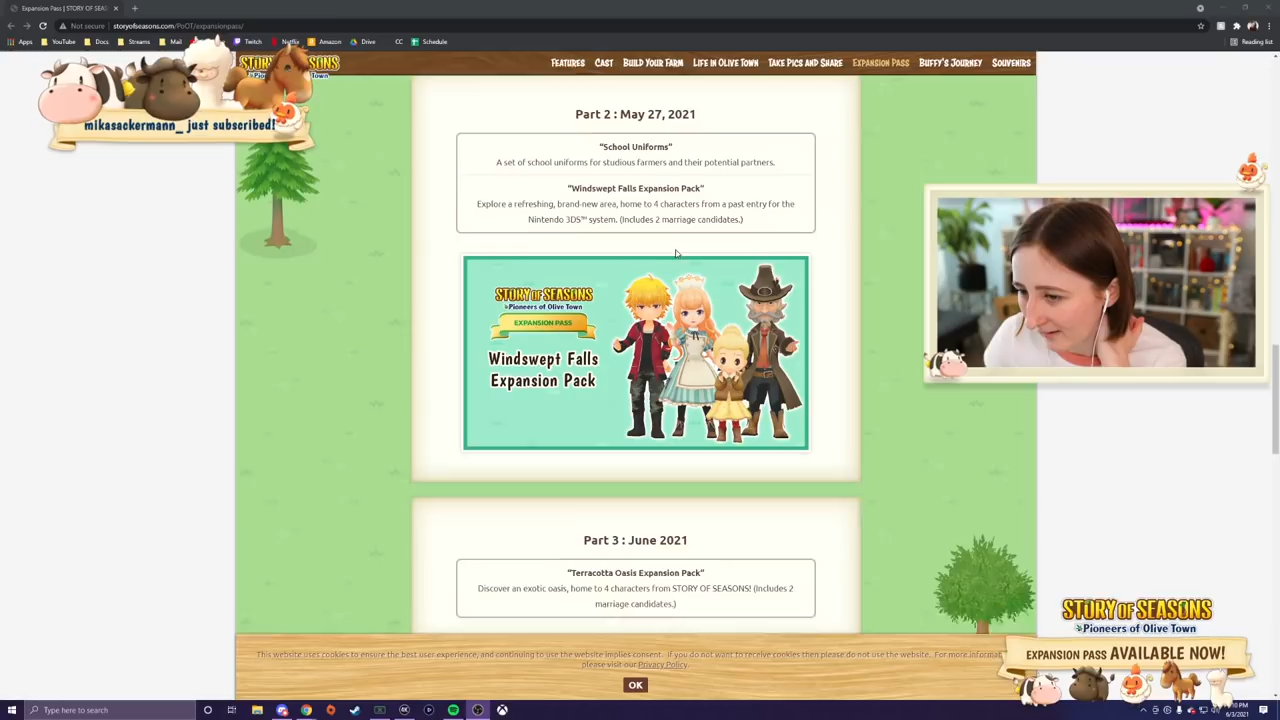 Expansion Pass | STORY OF SEA
Not secure
storyofseasons.com/PoOT/expansionpass/
Apps
YouTube
Docs
Streams
Mail
Twitch
Netflix
Amazon
Drive
CC
Schedule
Reading list
STORY OF SEASONS
FEATURES
CAST
BUILD YOUR FARM
LIFE IN OLIVE TOWN
TAKE PICS AND SHARE
EXPANSION PASS
BUFFY'S JOURNEY
SOUVENIRS
mikasackermann_ just subscribed!
Part 2 : May 27, 2021
"School Uniforms"
A set of school uniforms for studious farmers and their potential partners.
"Windswept Falls Expansion Pack"
Explore a refreshing, brand-new area, home to 4 characters from a past entry for the
Nintendo 3DS™ system. (Includes 2 marriage candidates.)
STORY OF SEASONS
Pioneers of Olive Town
EXPANSION PASS
Windswept Falls
Expansion Pack
Part 3 : June 2021
"Terracotta Oasis Expansion Pack"
Discover an exotic oasis, home to 4 characters from STORY OF SEASONS! (Includes 2
marriage candidates.)
STORY OF SEASONS
Pioneers of Olive Town
EXPANSION PASS AVAILABLE NOW!
This website uses cookies to ensure the best user experience, and continuing to use the website implies consent. If you do not want to receive cookies then please do not use the website. For more informat
please visit our Privacy Policy.
OK
Type here to search
6/3/2021